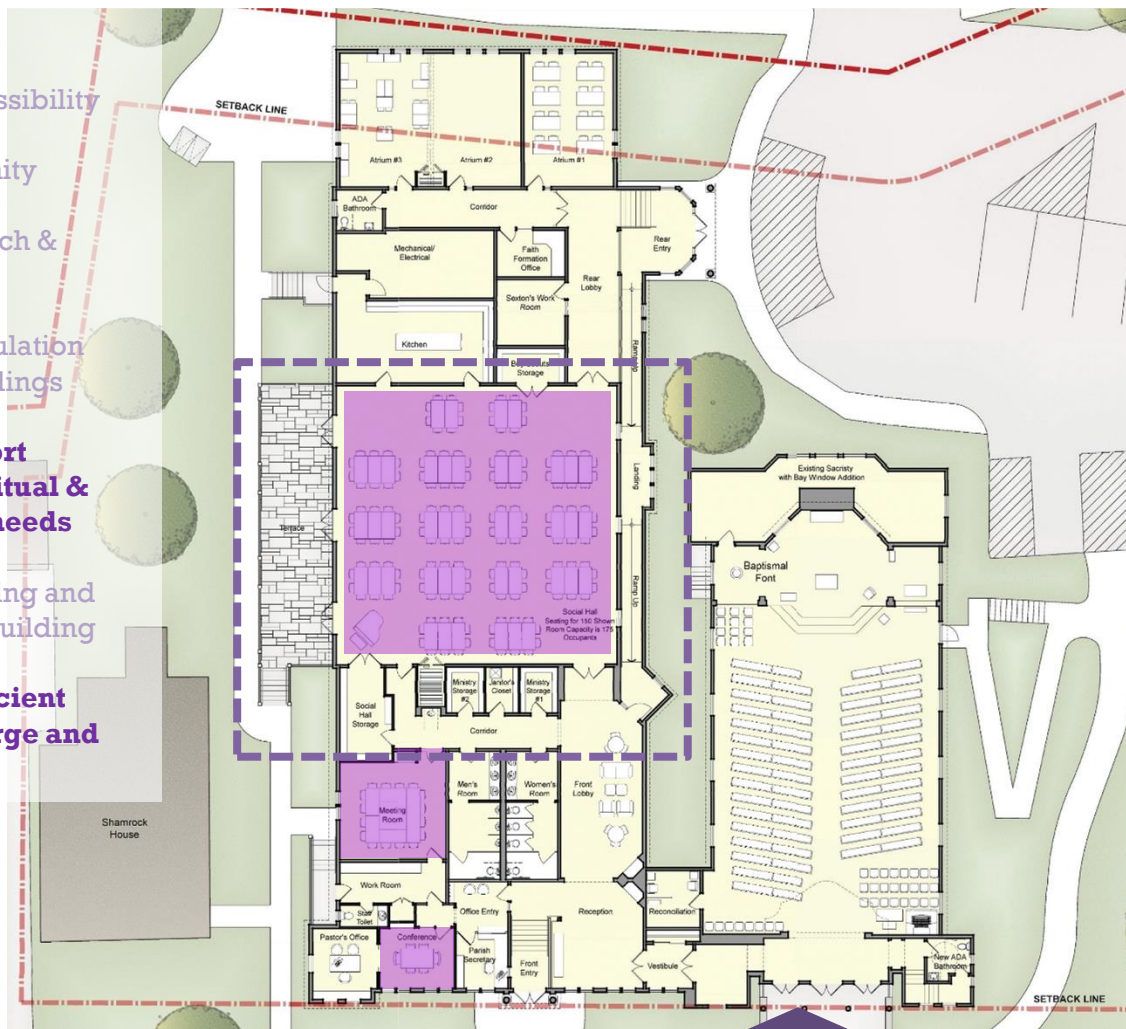 ssibility
SETBACK LINE
ity
ch &
ulation
dings
ort
itual &
needs
ing and
building
cient
rge and
Atrium #3
Atrium #2
Atrium #1
ADA
Bathroom
Corridor
Mechanical/
Electrical
Faith
Formation
Office
Rear
Entry
Rear
Lobby
Sexton's Work
Room
Kitchen
Storage
Ramp Up
Landing
Ramp Up
Terrace
Social Hall
Seating for 150 Shown
Room Capacity is 175
Occupants
Existing Sacristy
with Bay Window Addition
Baptismal
Font
Social
Hall
Storage
Ministry
Storage
#2
Janitor's
Closet
Ministry
Storage
#1
Corridor
Meeting
Room
Men's
Room
Women's
Room
Front
Lobby
Shamrock
House
Work Room
Staff
Toilet
Office Entry
Reception
Reconciliation
Pastor's Office
Conference
Parish
Secretary
Front
Entry
Vestibule
New ADA
Bathroom
SETBACK LINE